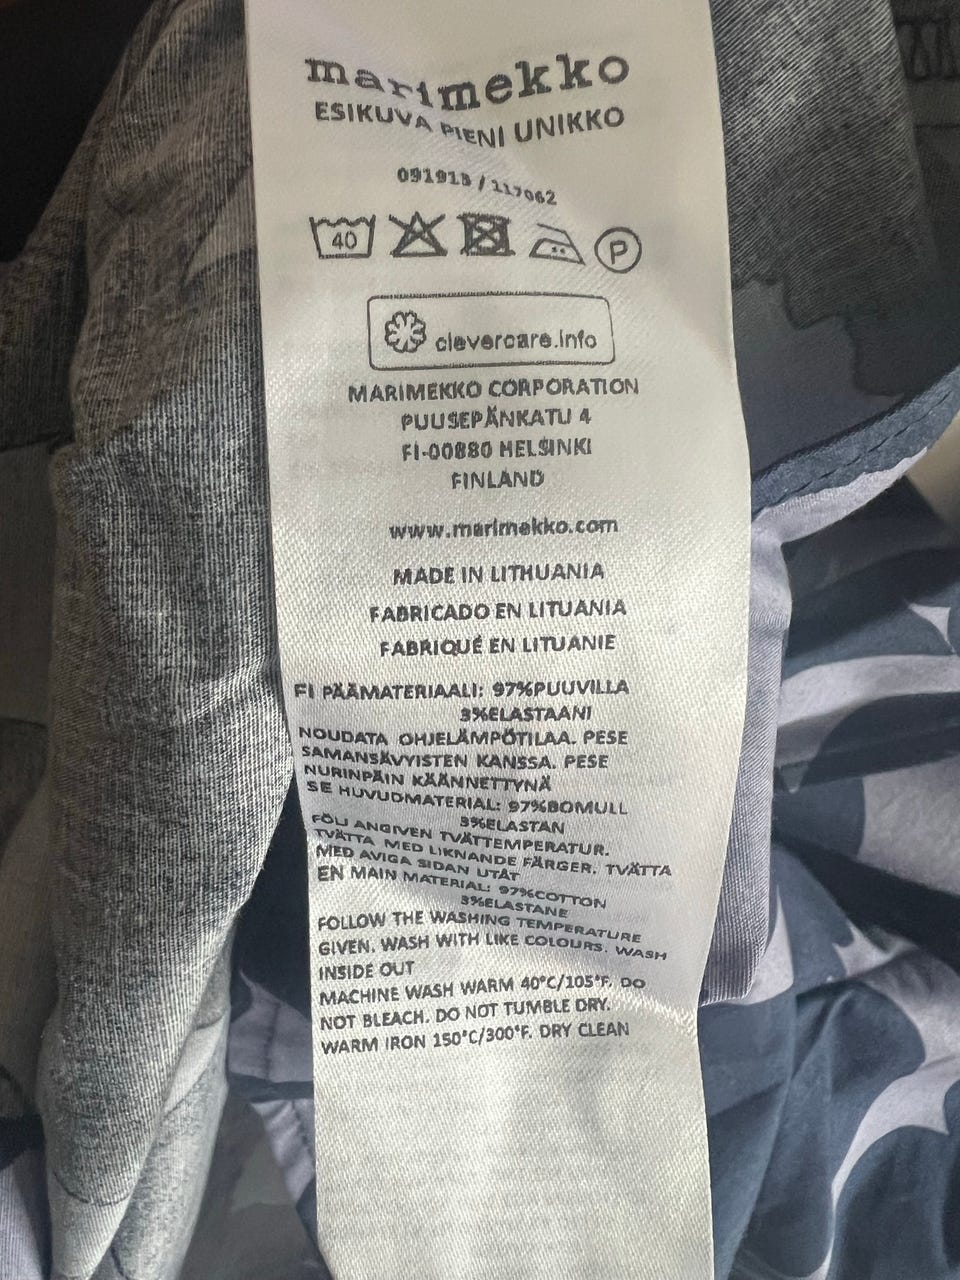 marimekko
ESIKUVA PIENI UNIKKO
091913 / 117062
40
P
clevercare.info
MARIMEKKO CORPORATION
PUUSEPÄNKATU 4
FI-00880 HELSINKI
FINLAND
www.marimekko.com
MADE IN LITHUANIA
FABRICADO EN LITUANIA
FABRIQUÉ EN LITUANIE
FI PÄÄMATERIAALI: 97%PUUVILLA
3%ELASTAANI
NOUDATA OHJELÄMPÖTILAA. PESE
SAMANSÄVYISTEN KANSSA. PESE
NURINPÄIN KÄÄNNETTYNÄ
SE HUVUDMATERIAL: 97%BOMULL
3%ELASTAN
FÖLJ ANGIVEN TVÄTTEMPERATUR.
TVÄTTA MED LIKNANDE FÄRGER. TVÄTTA
MED AVIGA SIDAN UTÅT
EN MAIN MATERIAL: 97%COTTON
3%ELASTANE
FOLLOW THE WASHING TEMPERATURE
GIVEN. WASH WITH LIKE COLOURS. WASH
INSIDE OUT
MACHINE WASH WARM 40°C/105°F. DO
NOT BLEACH. DO NOT TUMBLE DRY.
WARM IRON 150°C/300°F. DRY CLEAN